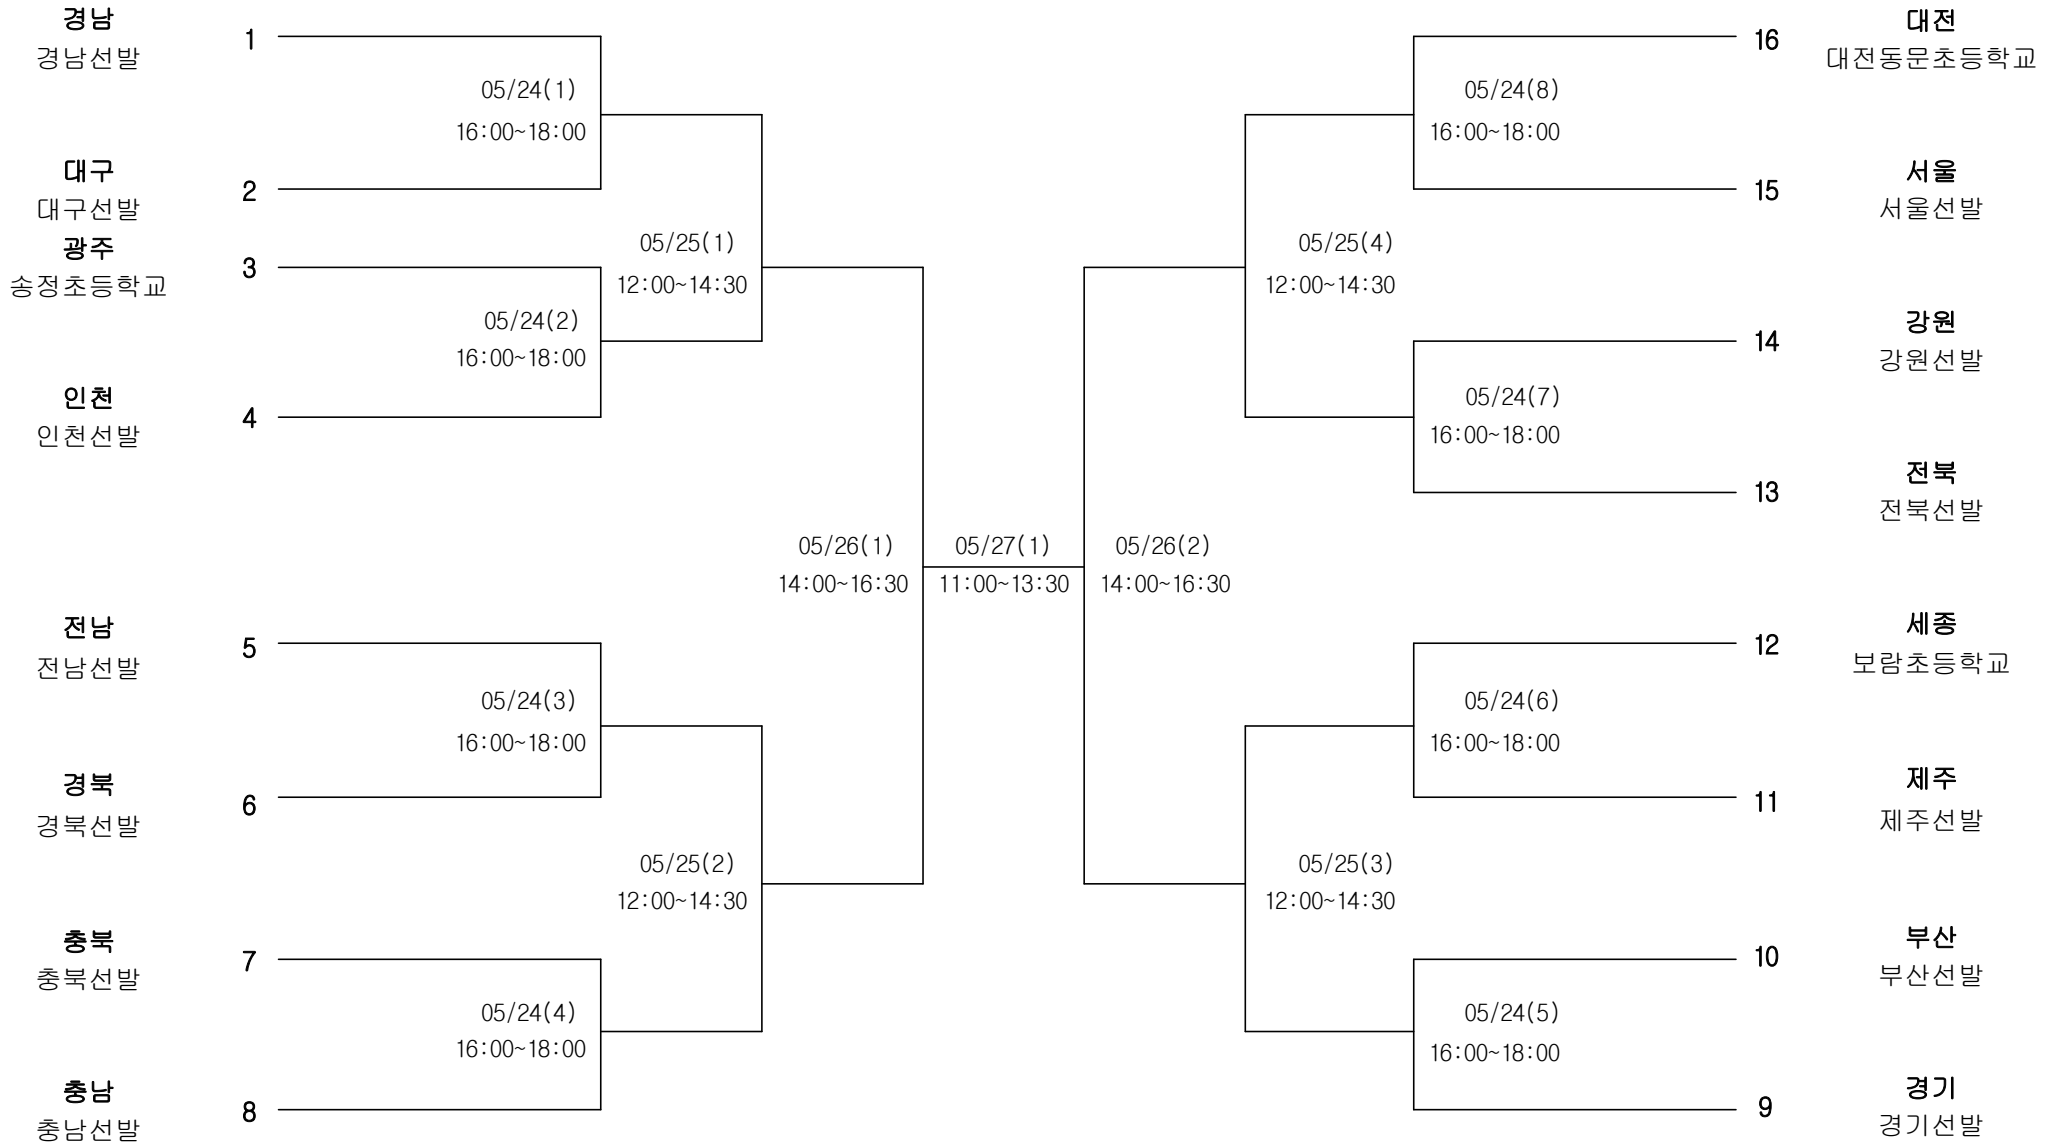 경남
경남선발
1
05/24(1)
16:00~18:00
대구
대구선발
2
광주
송정초등학교
3
05/25(1)
12:00~14:30
05/24(2)
16:00~18:00
인천
인천선발
4
05/26(1)
14:00~16:30
05/27(1)
11:00~13:30
05/26(2)
14:00~16:30
전남
전남선발
5
05/24(3)
16:00~18:00
경북
경북선발
6
05/25(2)
12:00~14:30
충북
충북선발
7
05/24(4)
16:00~18:00
충남
충남선발
8
16
대전
대전동문초등학교
05/24(8)
16:00~18:00
15
서울
서울선발
05/25(4)
12:00~14:30
14
강원
강원선발
05/24(7)
16:00~18:00
13
전북
전북선발
12
세종
보람초등학교
05/24(6)
16:00~18:00
11
제주
제주선발
05/25(3)
12:00~14:30
10
부산
부산선발
05/24(5)
16:00~18:00
9
경기
경기선발